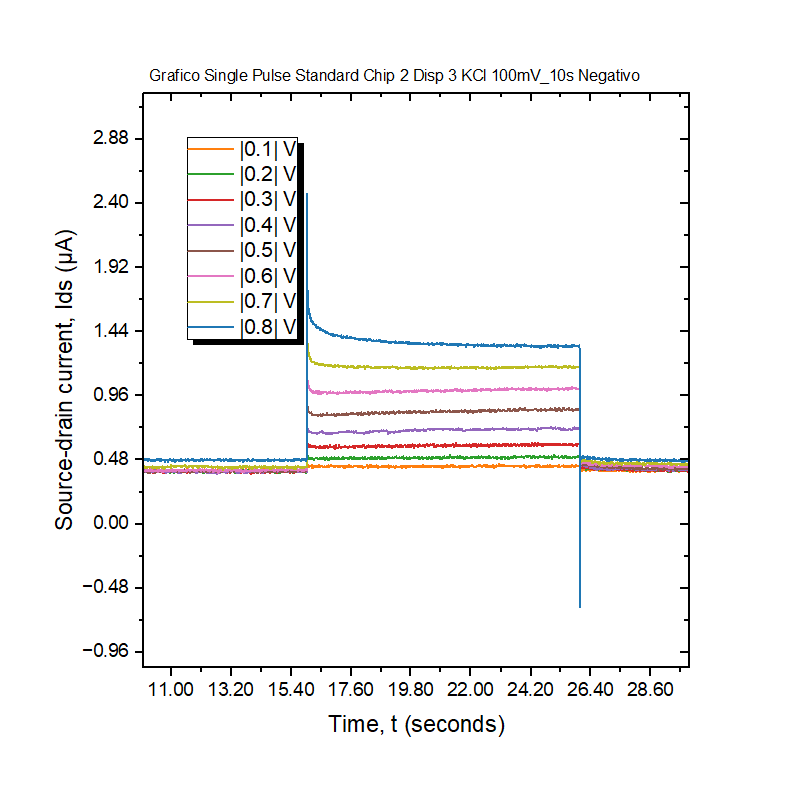 Grafico Single Pulse Standard Chip 2 Disp 3 KCl 100mV_10s Negativo
|0.1| V
|0.2| V
|0.3| V
|0.4| V
|0.5| V
|0.6| V
|0.7| V
|0.8| V
Source-drain current, Ids (µA)
2.88
2.40
1.92
1.44
0.96
0.48
0.00
−0.48
−0.96
11.00 13.20 15.40 17.60 19.80 22.00 24.20 26.40 28.60
Time, t (seconds)